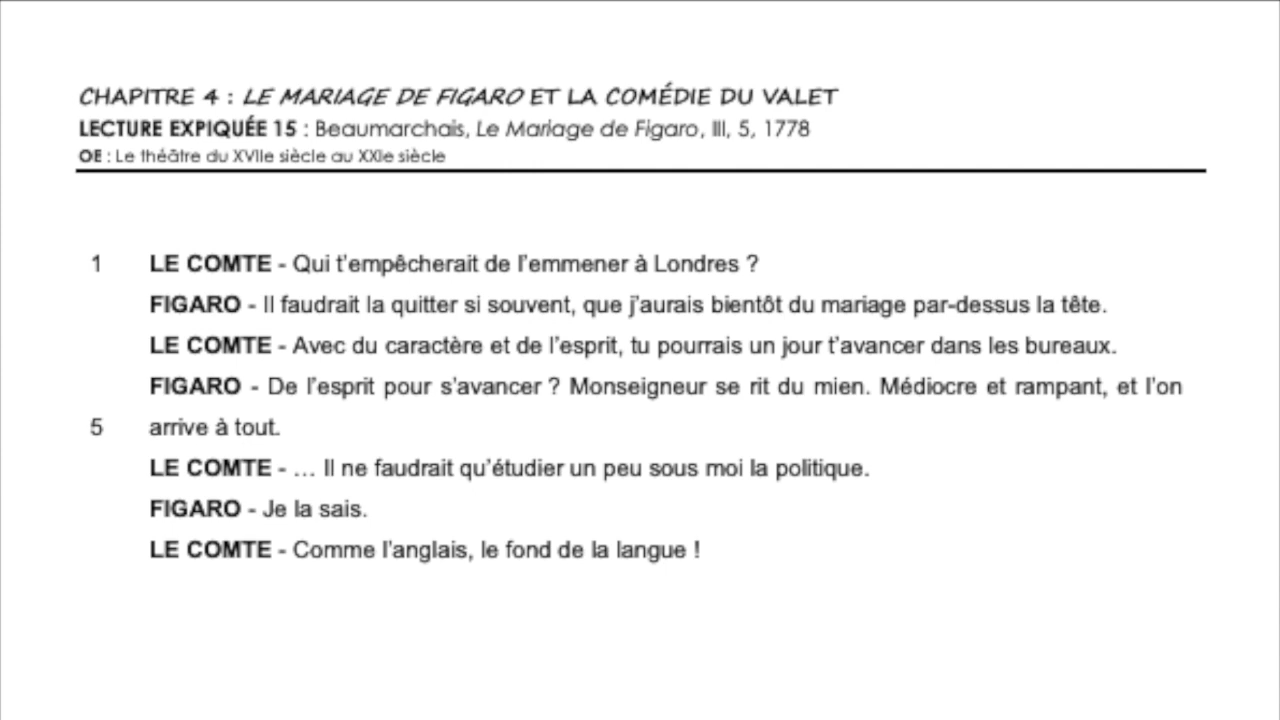 CHAPITRE 4 : LE MARIAGE DE FIGARO ET LA COMÉDIE DU VALET
LECTURE EXPIQUÉE 15 : Beaumarchais, Le Mariage de Figaro, III, 5, 1778
OE : Le théâtre du XVIIe siècle au XXIe siècle
1 LE COMTE - Qui t'empêcherait de l'emmener à Londres ?
FIGARO - Il faudrait la quitter si souvent, que j'aurais bientôt du mariage par-dessus la tête.
LE COMTE - Avec du caractère et de l'esprit, tu pourrais un jour t'avancer dans les bureaux.
FIGARO - De l'esprit pour s'avancer ? Monseigneur se rit du mien. Médiocre et rampant, et l'on
5 arrive à tout.
LE COMTE - … Il ne faudrait qu'étudier un peu sous moi la politique.
FIGARO - Je la sais.
LE COMTE - Comme l'anglais, le fond de la langue !